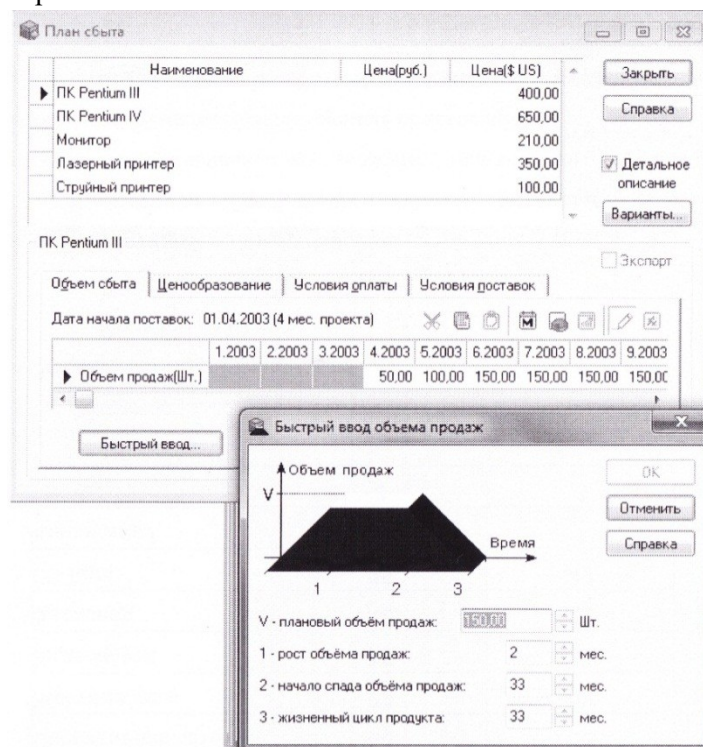 План сбыта
Наименование Цена(руб.) Цена($ US)
ПК Pentium III 400,00
ПК Pentium IV 650,00
Монитор 210,00
Лазерный принтер 350,00
Струйный принтер 100,00
Закрыть
Справка
Детальное
описание
Варианты...
ПК Pentium III
Экспорт
Объем сбыта Ценообразование Условия оплаты Условия поставок
Дата начала поставок: 01.04.2003 (4 мес. проекта)
1.2003 2.2003 3.2003 4.2003 5.2003 6.2003 7.2003 8.2003 9.2003
Объем продаж(Шт.) 50,00 100,00 150,00 150,00 150,00 150,00
Быстрый ввод...
Быстрый ввод объема продаж
Объем продаж
V
Время
1 2 3
OK
Отменить
Справка
V - плановый объём продаж: 150,00 Шт.
1 - рост объёма продаж: 2 мес.
2 - начало спада объёма продаж: 33 мес.
3 - жизненный цикл продукта: 33 мес.